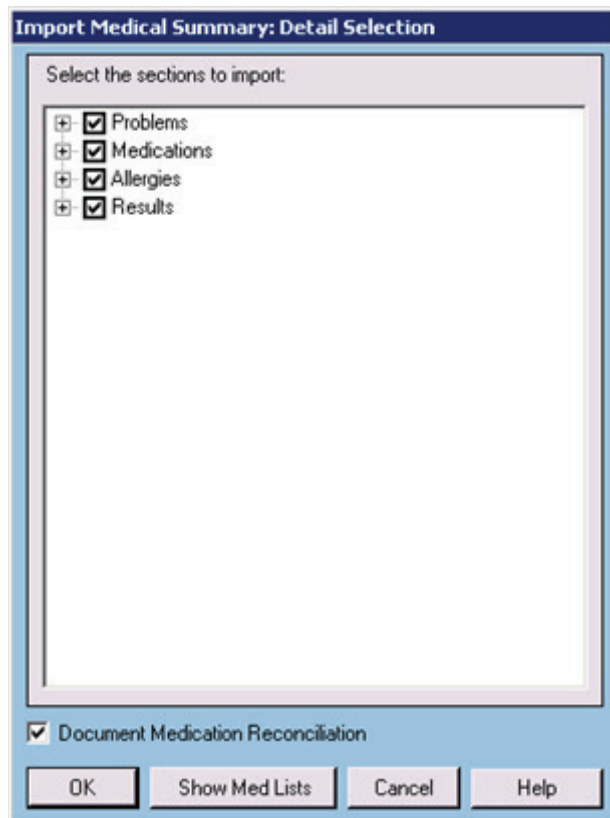 Import Medical Summary: Detail Selection
Select the sections to import:
Problems
Medications
Allergies
Results
Document Medication Reconciliation
OK Show Med Lists Cancel Help